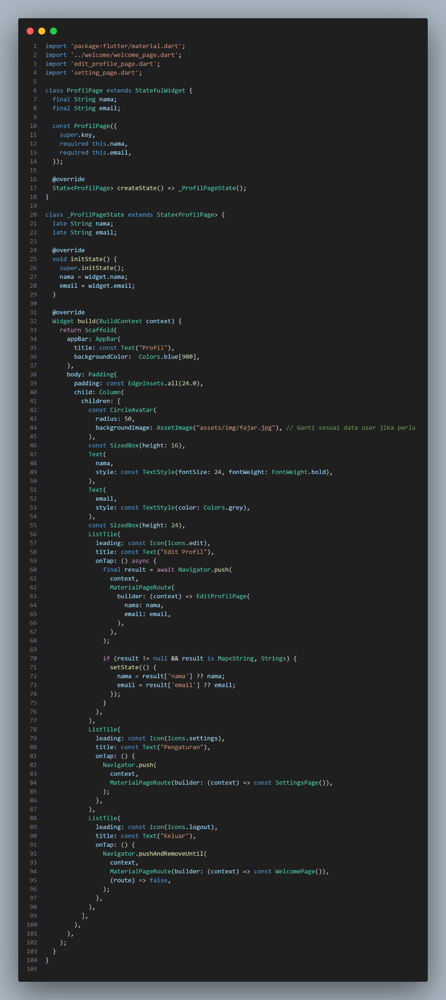 1 import 'package:flutter/material.dart';
2 import '../welcome/welcome_page.dart';
3 import 'edit_profile_page.dart';
4 import 'setting_page.dart';
5
6 class ProfilPage extends StatefulWidget {
7   final String nama;
8   final String email;
9
10   const ProfilPage({
11     super.key,
12     required this.nama,
13     required this.email,
14   });
15
16   @override
17   State<ProfilPage> createState() => _ProfilPageState();
18 }
19
20 class _ProfilPageState extends State<ProfilPage> {
21   late String nama;
22   late String email;
23
24   @override
25   void initState() {
26     super.initState();
27     nama = widget.nama;
28     email = widget.email;
29   }
30
31   @override
32   Widget build(BuildContext context) {
33     return Scaffold(
34       appBar: AppBar(
35         title: const Text("Profil"),
36         backgroundColor:  Colors.blue[900],
37       ),
38       body: Padding(
39         padding: const EdgeInsets.all(24.0),
40         child: Column(
41           children: [
42             const CircleAvatar(
43               radius: 50,
44               backgroundImage: AssetImage("assets/img/fajar.jpg"), // Ganti sesuai data user jika perlu
45             ),
46             const SizedBox(height: 16),
47             Text(
48               nama,
49               style: const TextStyle(fontSize: 24, fontWeight: FontWeight.bold),
50             ),
51             Text(
52               email,
53               style: const TextStyle(color: Colors.grey),
54             ),
55             const SizedBox(height: 24),
56             ListTile(
57               leading: const Icon(Icons.edit),
58               title: const Text("Edit Profil"),
59               onTap: () async {
60                 final result = await Navigator.push(
61                   context,
62                   MaterialPageRoute(
63                     builder: (context) => EditProfilPage(
64                       nama: nama,
65                       email: email,
66                     ),
67                   ),
68                 );
69
70                 if (result != null && result is Map<String, String>) {
71                   setState(() {
72                     nama = result['nama'] ?? nama;
73                     email = result['email'] ?? email;
74                   });
75                 }
76               },
77             ),
78             ListTile(
79               leading: const Icon(Icons.settings),
80               title: const Text("Pengaturan"),
81               onTap: () {
82                 Navigator.push(
83                   context,
84                   MaterialPageRoute(builder: (context) => const SettingsPage()),
85                 );
86               },
87             ),
88             ListTile(
89               leading: const Icon(Icons.logout),
90               title: const Text("Keluar"),
91               onTap: () {
92                 Navigator.pushAndRemoveUntil(
93                   context,
94                   MaterialPageRoute(builder: (context) => const WelcomePage()),
95                   (route) => false,
96                 );
97               },
98             ),
99           ],
100         ),
101       ),
102     );
103   }
104 }
105